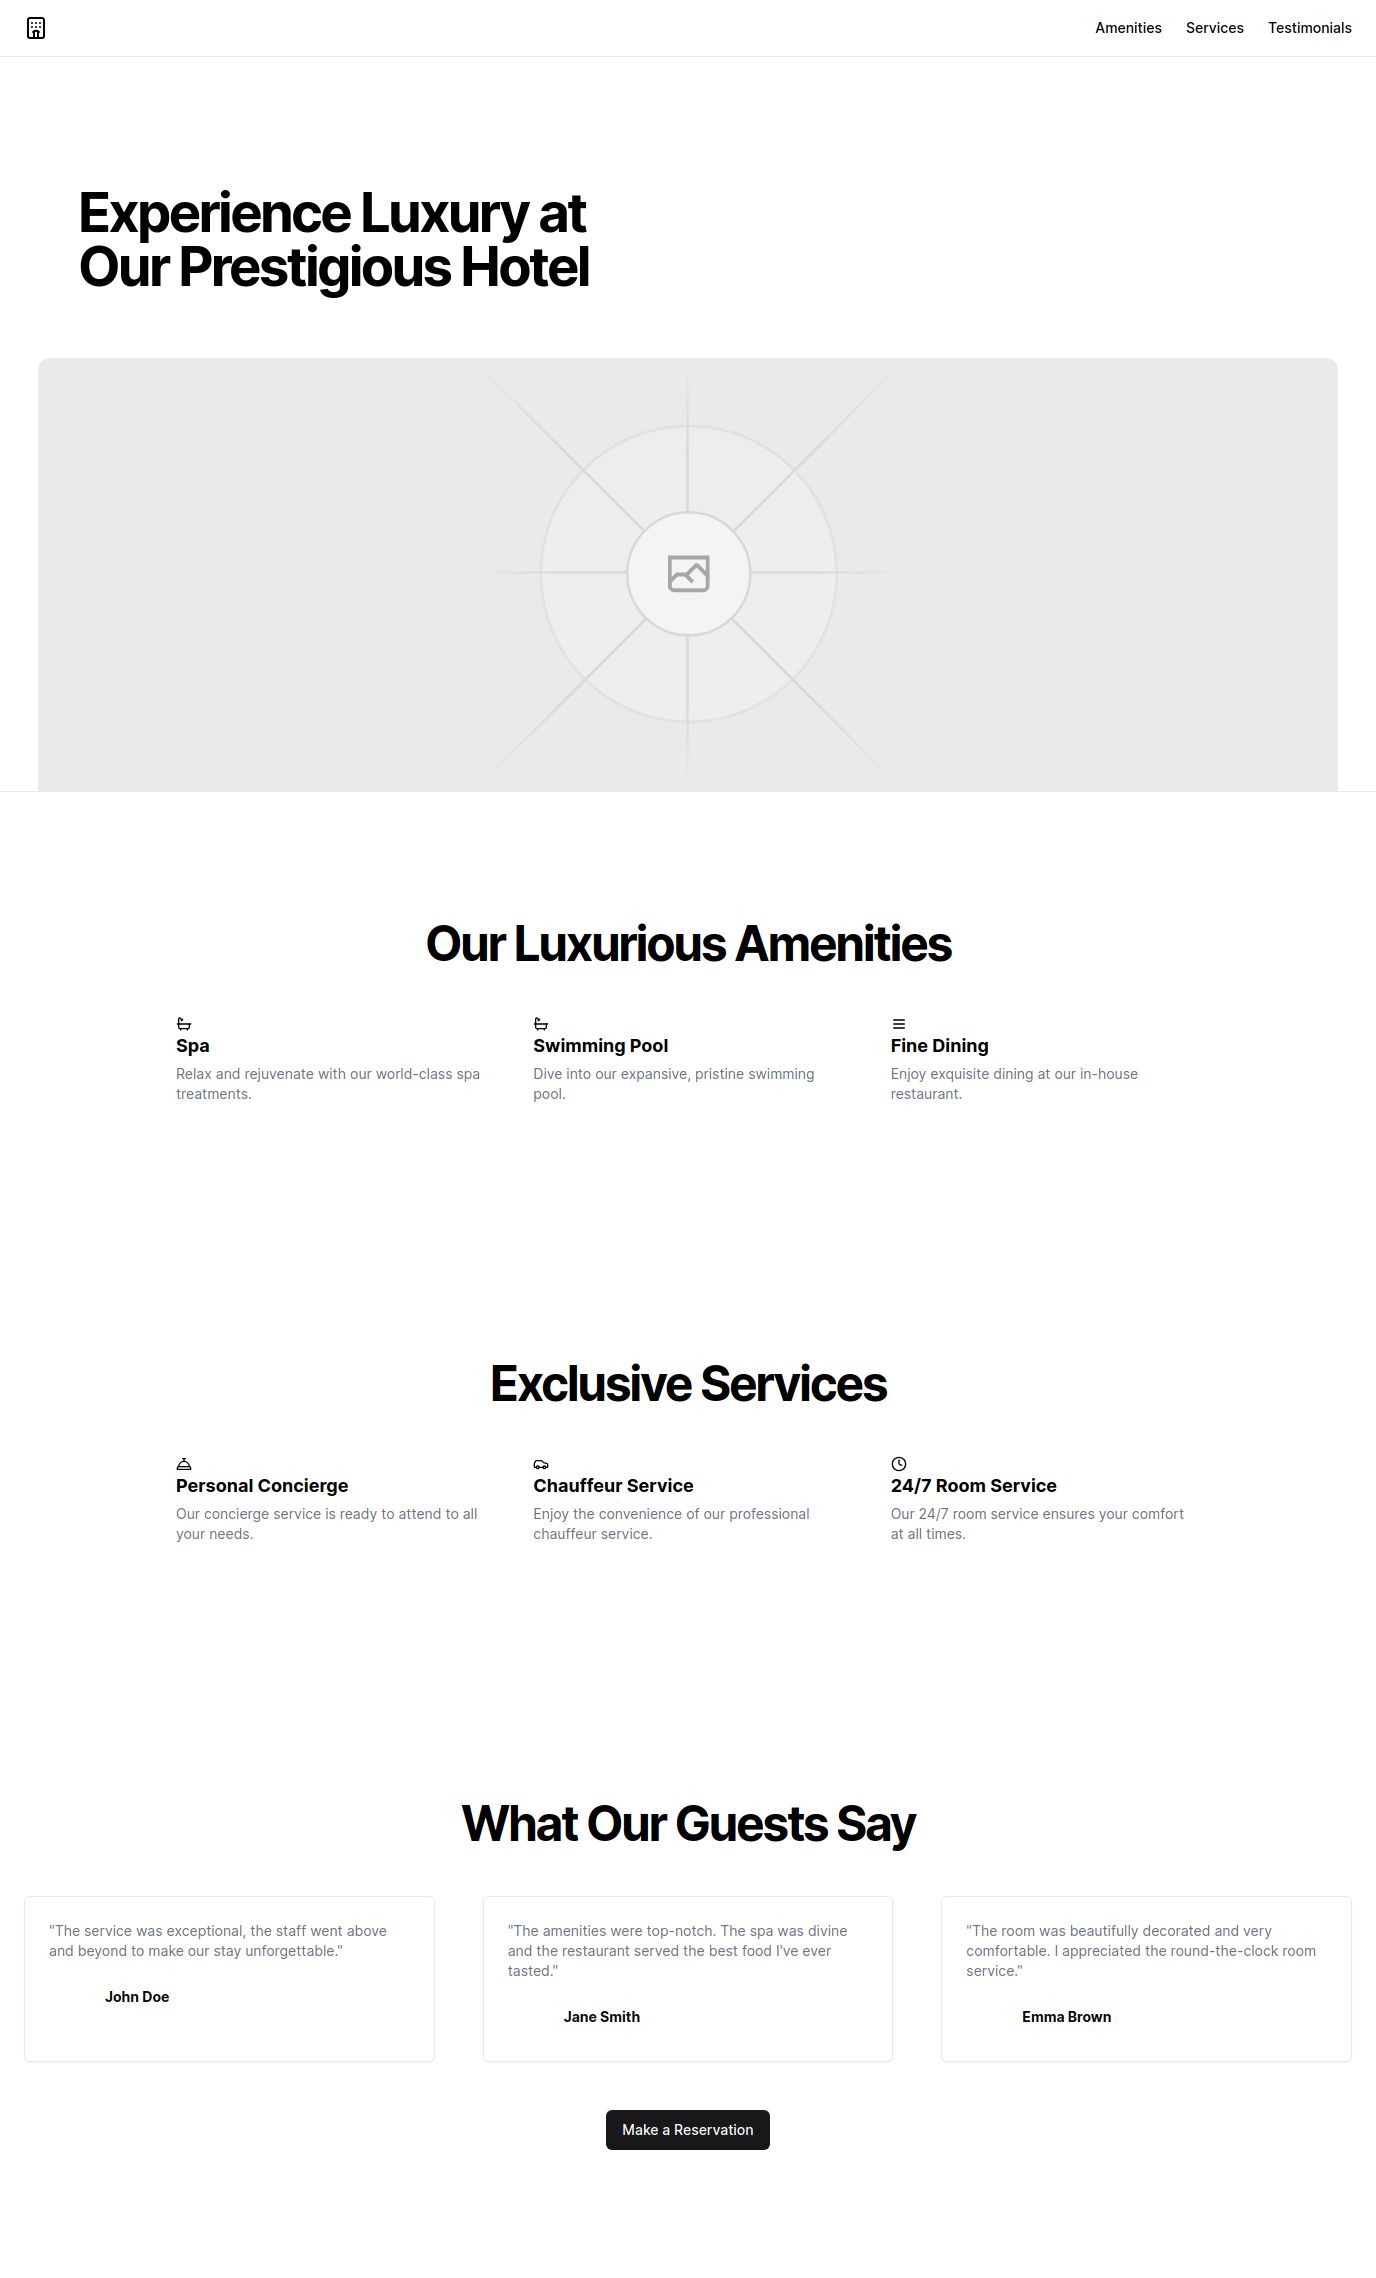 Amenities Services Testimonials
Experience Luxury at
Our Prestigious Hotel
Our Luxurious Amenities
Spa
Relax and rejuvenate with our world-class spa
treatments.
Swimming Pool
Dive into our expansive, pristine swimming
pool.
Fine Dining
Enjoy exquisite dining at our in-house
restaurant.
Exclusive Services
Personal Concierge
Our concierge service is ready to attend to all
your needs.
Chauffeur Service
Enjoy the convenience of our professional
chauffeur service.
24/7 Room Service
Our 24/7 room service ensures your comfort
at all times.
What Our Guests Say
"The service was exceptional, the staff went above
and beyond to make our stay unforgettable."
John Doe
"The amenities were top-notch. The spa was divine
and the restaurant served the best food I've ever
tasted."
Jane Smith
"The room was beautifully decorated and very
comfortable. I appreciated the round-the-clock room
service."
Emma Brown
Make a Reservation